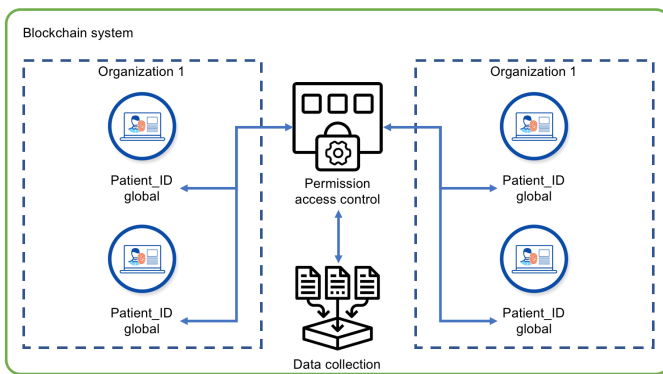 Blockchain system
Organization 1
Patient_ID
global
Patient_ID
global
Permission
access control
Data collection
Organization 1
Patient_ID
global
Patient_ID
global